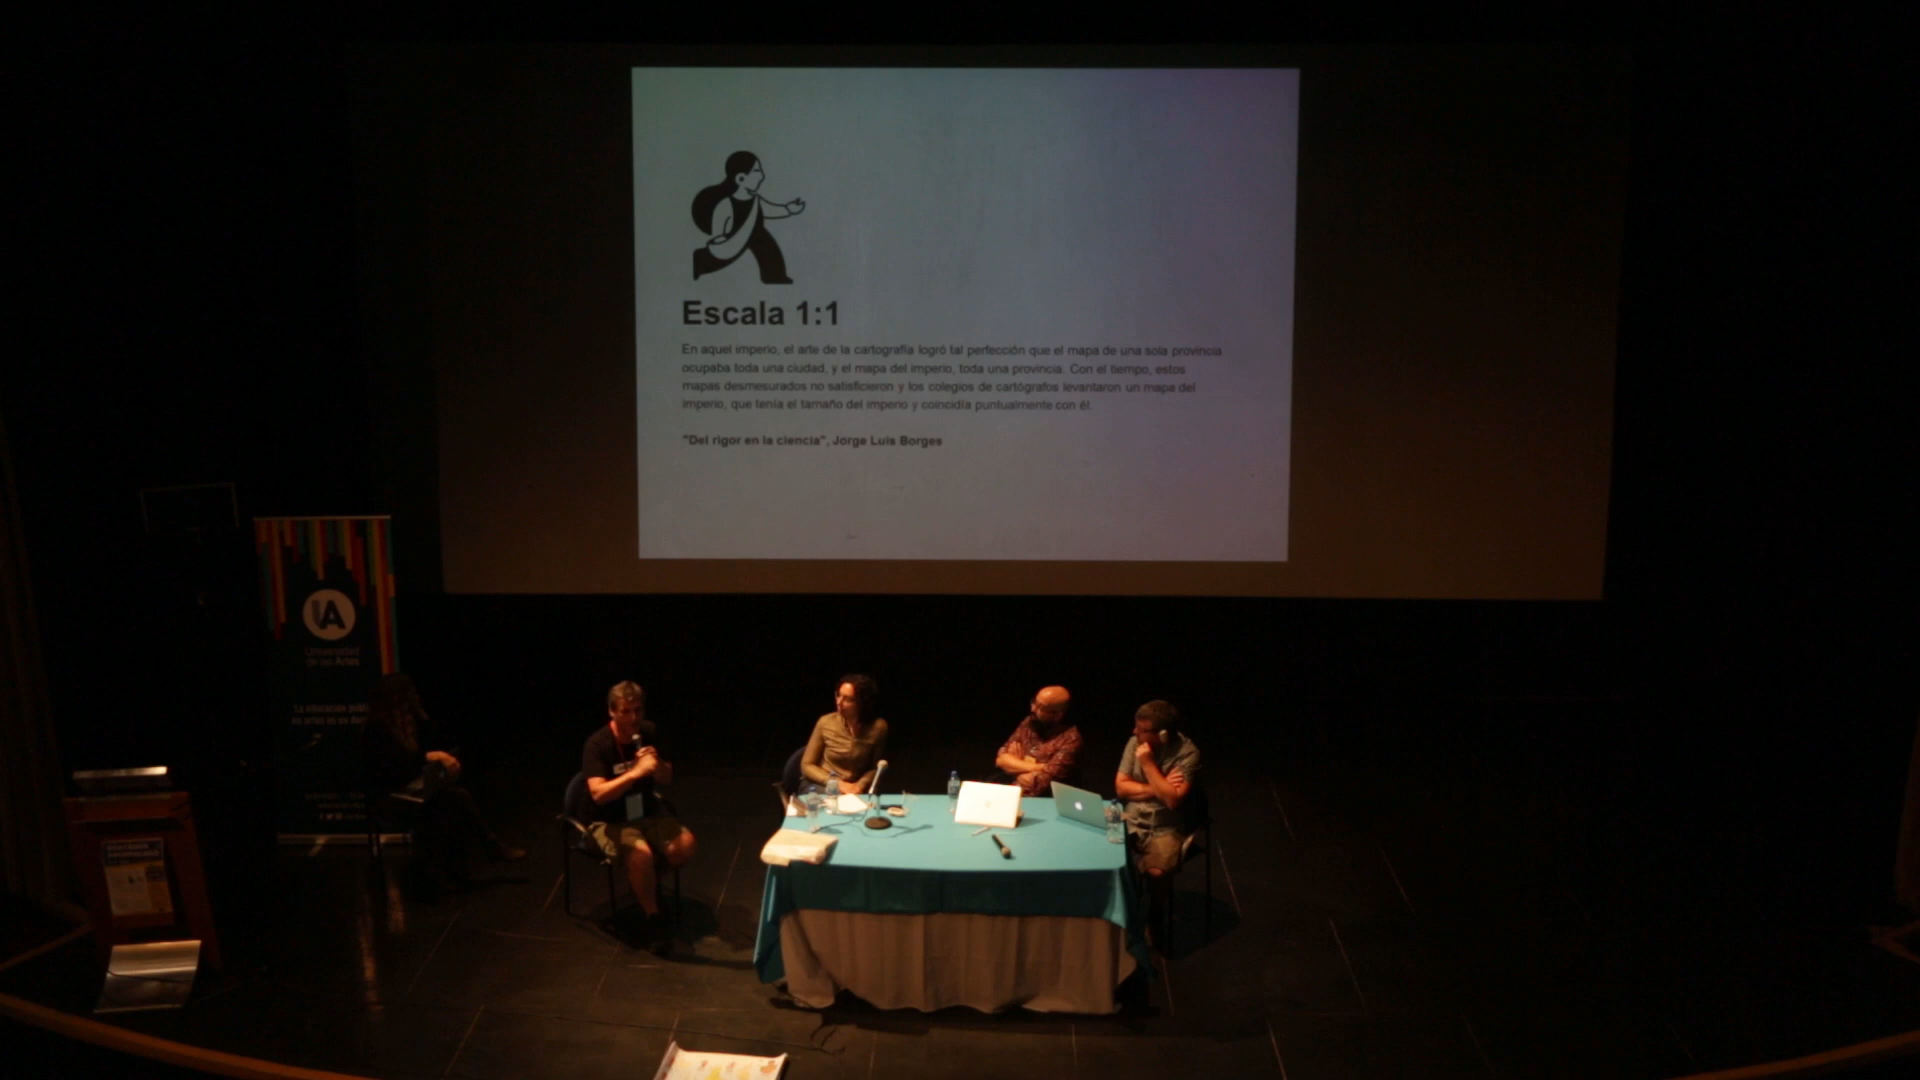 Escala 1:1
En aquel imperio, el arte de la cartografía logró tal perfección que el mapa de una sola provincia
ocupaba toda una ciudad, y el mapa del imperio, toda una provincia. Con el tiempo, estos
mapas desmesurados no satisficieron y los colegios de cartógrafos levantaron un mapa del
imperio, que tenía el tamaño del imperio y coincidía puntualmente con él.
"Del rigor en la ciencia", Jorge Luis Borges
UA
Universidad
de las Artes
"La educación